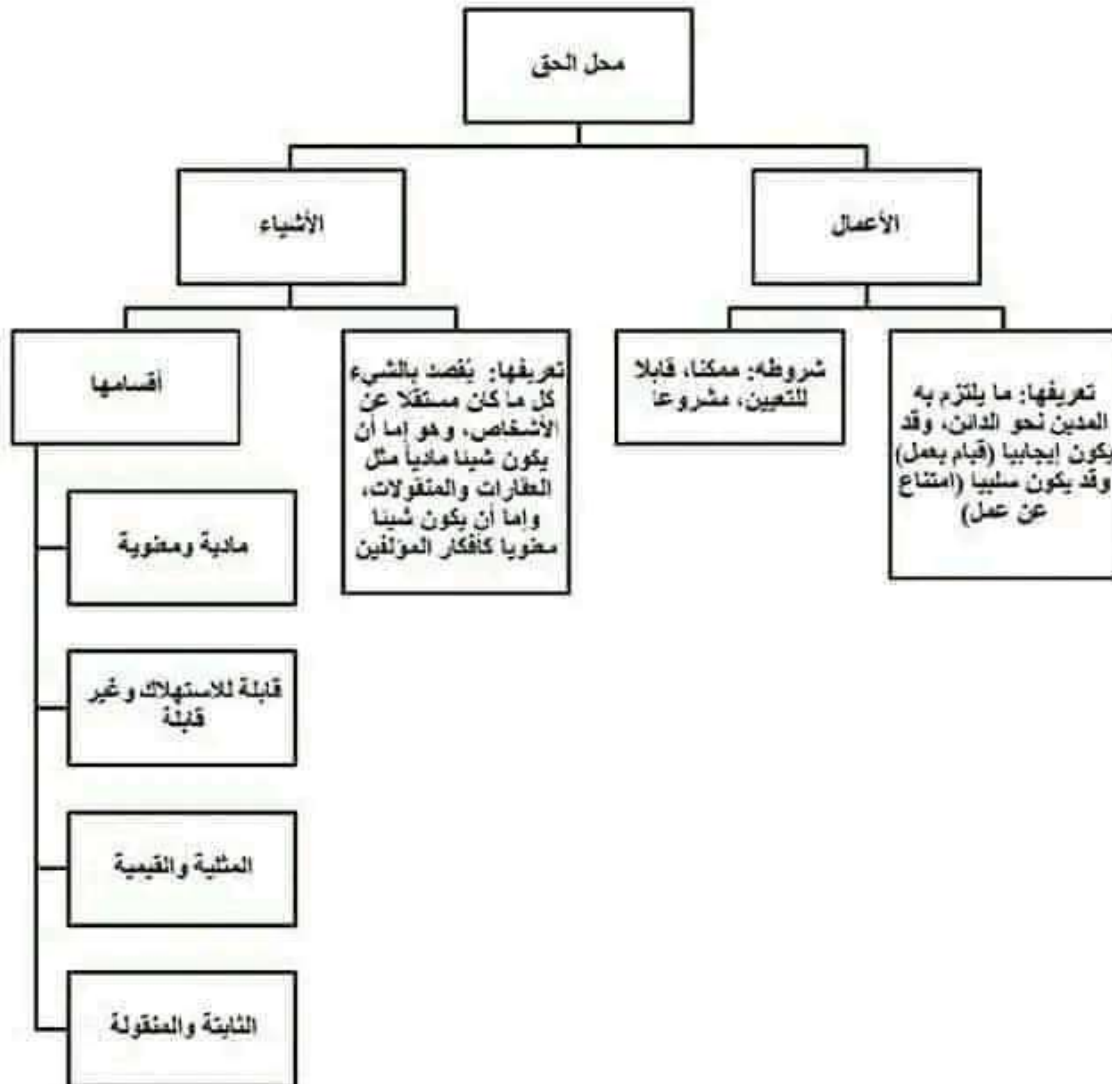 محل الحق
الأعمال
الأشياء
تعريفها: ما يلتزم به
المدين نحو الدائن، وقد
يكون إيجابيا (قيام بعمل)
وقد يكون سلبيا (امتناع
عن عمل)
شروطه: ممكنا، قابلا
للتعيين، مشروعا
تعريفها: يُقصد بالشيء
كل ما كان مستقلا عن
الأشخاص، وهو إما أن
يكون شيئا مادياً مثل
العقارات والمنقولات،
وإما أن يكون شيئا
معنويا كأفكار المؤلفين
أقسامها
مادية ومعنوية
قابلة للاستهلاك وغير
قابلة
المثلية والقيمية
الثابتة والمنقولة